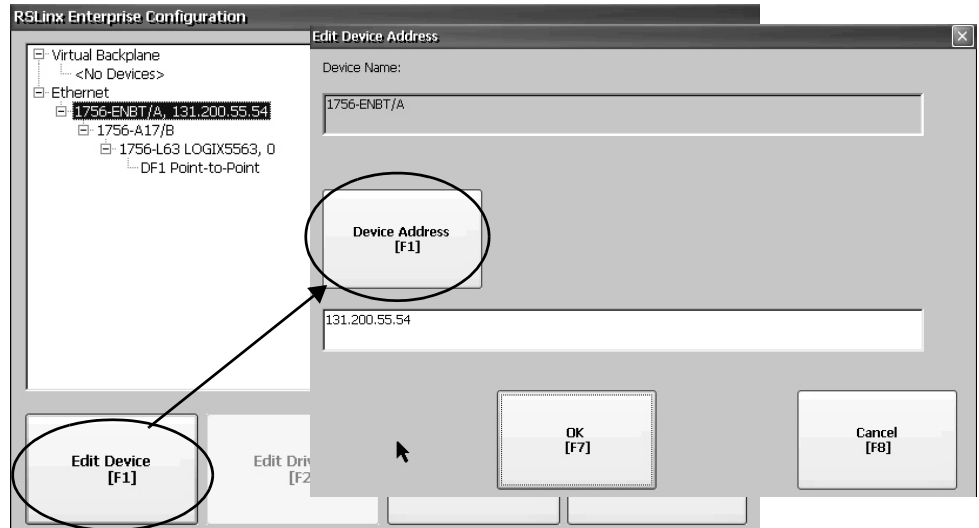 RSLinx Enterprise Configuration
Virtual Backplane
<No Devices>
Ethernet
1756-ENBT/A, 131.200.55.54
1756-A17/B
1756-L63 LOGIX5563, 0
DF1 Point-to-Point
Edit Device
[F1]
Edit Dri
[F2
Edit Device Address
Device Name:
1756-ENBT/A
Device Address
[F1]
131.200.55.54
OK
[F7]
Cancel
[F8]